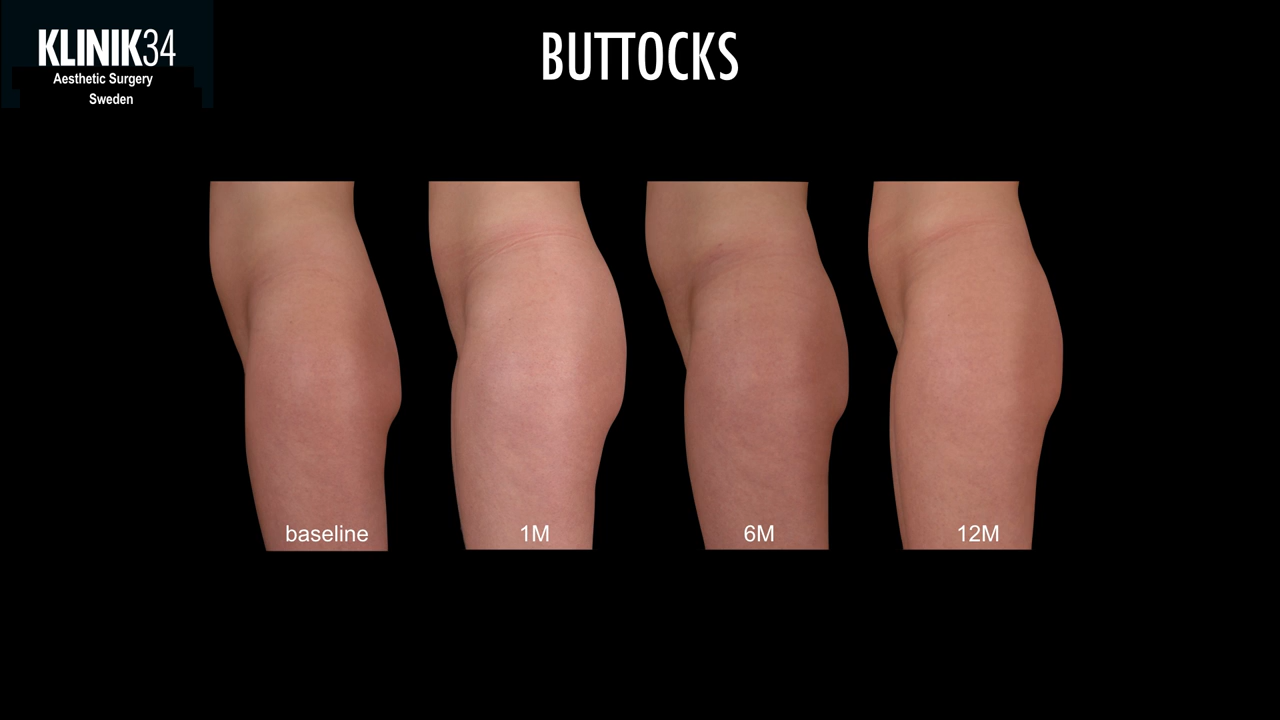 KLINIK34
Aesthetic Surgery
Sweden
BUTTOCKS
baseline
1M
6M
12M